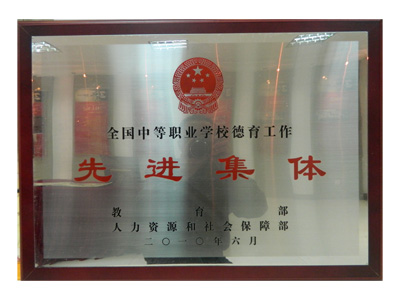 全国中等职业学校德育工作
先进集体
教育部
人力资源和社会保障部
二〇一〇年六月